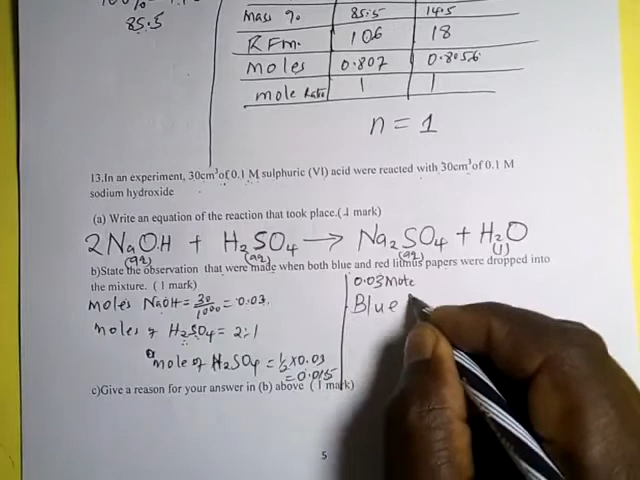 85.5
Mass % 85.5 14.5
RFm. 106 18
moles 0.807 0.8056
mole Ratio 1 1
n = 1
13.In an experiment, 30cm³of 0.1 M sulphuric (VI) acid were reacted with 30cm³of 0.1 M
sodium hydroxide
(a) Write an equation of the reaction that took place.(1 mark)
2NaOH(aq) + H₂SO₄(aq) → Na₂SO₄(aq) + H₂O(l)
b)State the observation that were made when both blue and red litmus papers were dropped into
the mixture. ( 1 mark)
moles NaOH = 30/1000 = 0.03.
moles of H₂SO₄ = 2:1
mole of H₂SO₄ = ½ x 0.03
= 0.015
0.03 Mole
Blue
c)Give a reason for your answer in (b) above ( 1 mark)
5